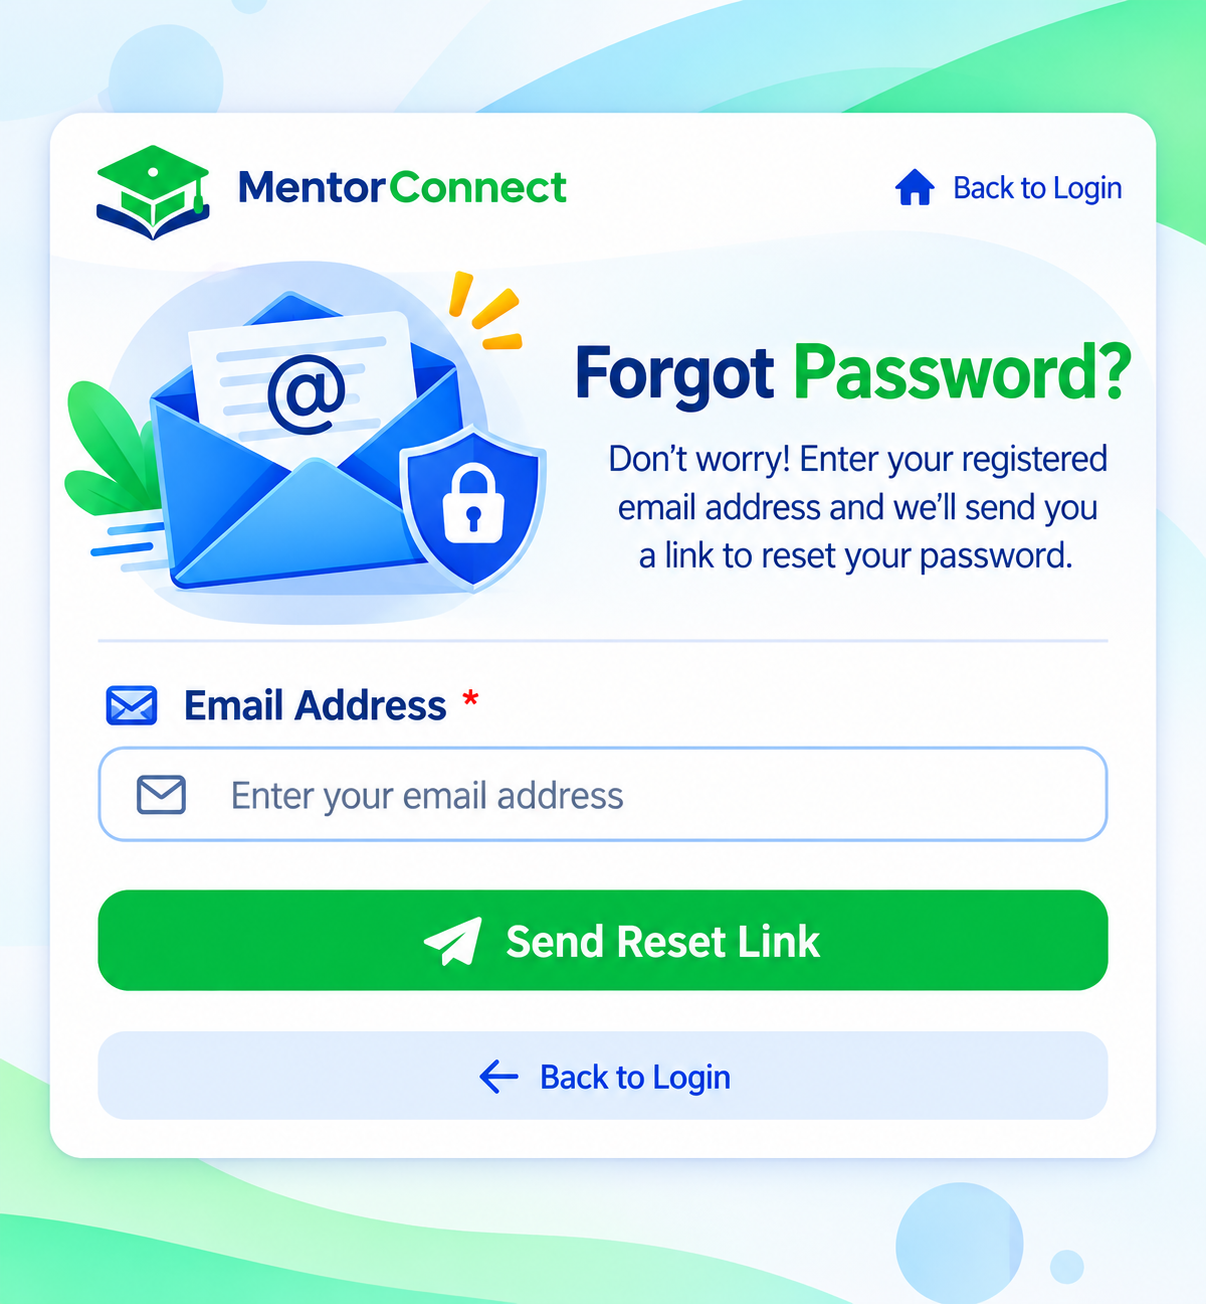 MentorConnect
Back to Login
@
Forgot Password?
Don’t worry! Enter your registered
email address and we’ll send you
a link to reset your password.
Email Address *
Enter your email address
Send Reset Link
Back to Login